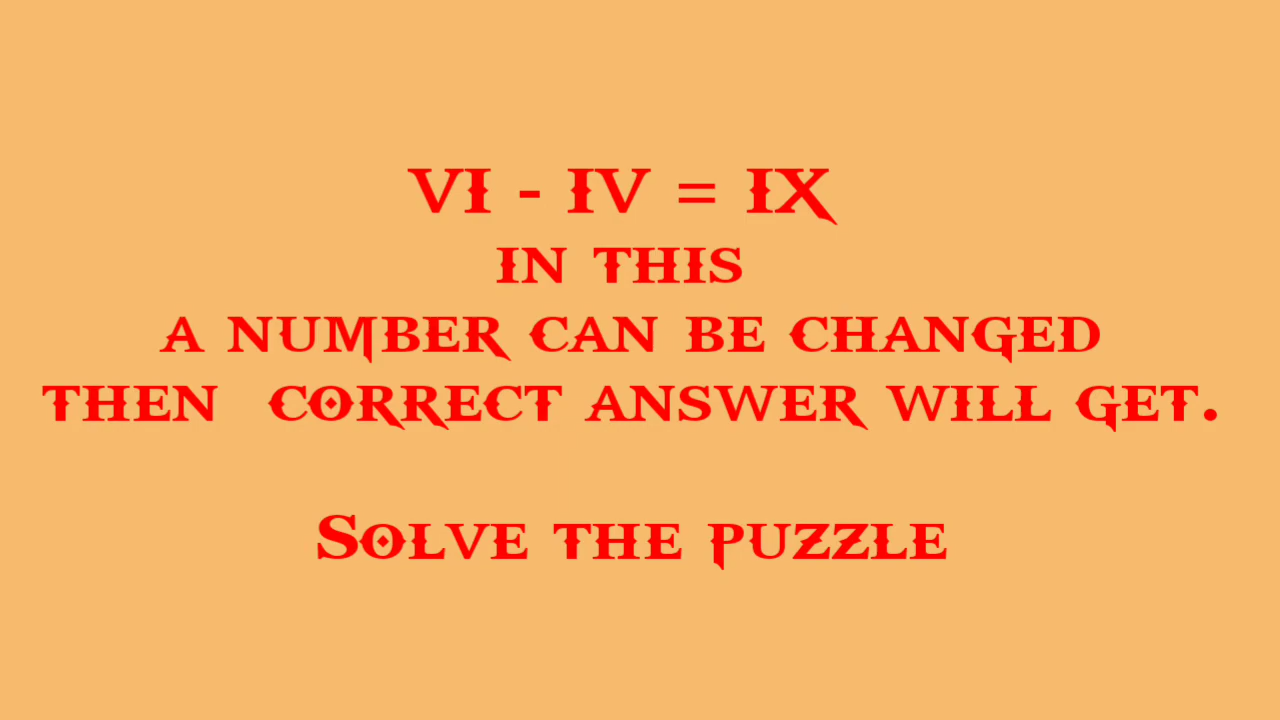 VI - IV = IX
IN THIS
A NUMBER CAN BE CHANGED
THEN CORRECT ANSWER WILL GET.
SOLVE THE PUZZLE